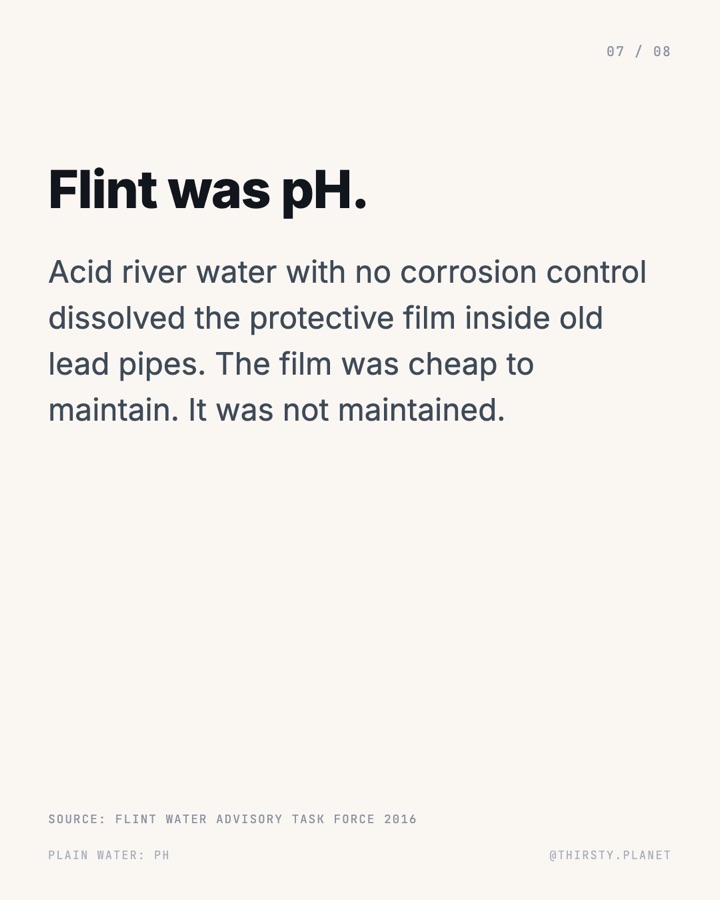 07 / 08
Flint was pH.
Acid river water with no corrosion control
dissolved the protective film inside old
lead pipes. The film was cheap to
maintain. It was not maintained.
SOURCE: FLINT WATER ADVISORY TASK FORCE 2016
PLAIN WATER: PH
@THIRSTY.PLANET